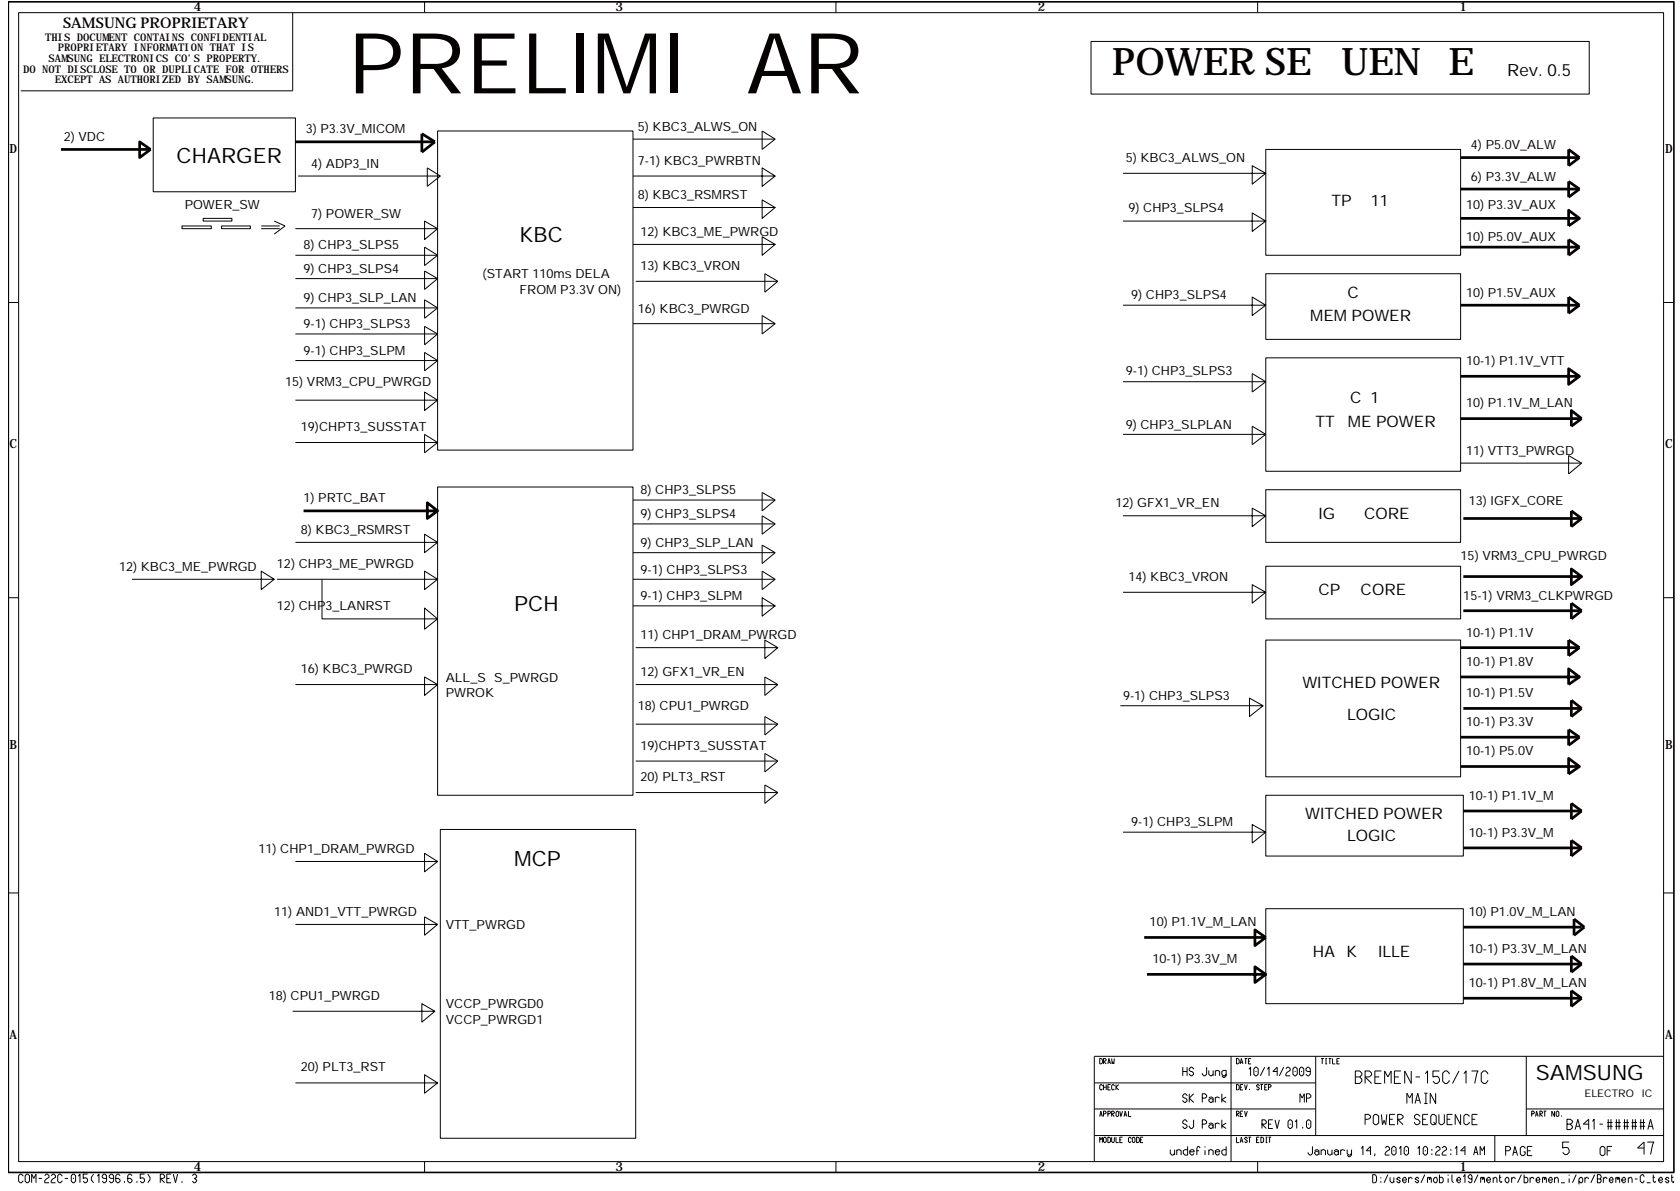 4 3 2 1
SAMSUNG PROPRIETARY
THIS DOCUMENT CONTAINS CONFIDENTIAL
PROPRIETARY INFORMATION THAT IS
SAMSUNG ELECTRONICS CO'S PROPERTY.
DO NOT DISCLOSE TO OR DUPLICATE FOR OTHERS
EXCEPT AS AUTHORIZED BY SAMSUNG.
PRELIMI AR
POWER SE UEN E Rev. 0.5
D
2) VDC
CHARGER
3) P3.3V_MICOM
4) ADP3_IN
POWER_SW
7) POWER_SW
8) CHP3_SLPS5
9) CHP3_SLPS4
9) CHP3_SLP_LAN
9-1) CHP3_SLPS3
9-1) CHP3_SLPM
15) VRM3_CPU_PWRGD
19)CHPT3_SUSSTAT
KBC
(START 110ms DELA
FROM P3.3V ON)
5) KBC3_ALWS_ON
7-1) KBC3_PWRBTN
8) KBC3_RSMRST
12) KBC3_ME_PWRGD
13) KBC3_VRON
16) KBC3_PWRGD
C
1) PRTC_BAT
8) KBC3_RSMRST
12) KBC3_ME_PWRGD
12) CHP3_ME_PWRGD
12) CHP3_LANRST
16) KBC3_PWRGD
PCH
ALL_S S_PWRGD
PWROK
8) CHP3_SLPS5
9) CHP3_SLPS4
9) CHP3_SLP_LAN
9-1) CHP3_SLPS3
9-1) CHP3_SLPM
11) CHP1_DRAM_PWRGD
12) GFX1_VR_EN
18) CPU1_PWRGD
19)CHPT3_SUSSTAT
20) PLT3_RST
B
11) CHP1_DRAM_PWRGD
11) AND1_VTT_PWRGD
18) CPU1_PWRGD
20) PLT3_RST
MCP
VTT_PWRGD
VCCP_PWRGD0
VCCP_PWRGD1
A
D
5) KBC3_ALWS_ON
9) CHP3_SLPS4
TP 11
4) P5.0V_ALW
6) P3.3V_ALW
10) P3.3V_AUX
10) P5.0V_AUX
9) CHP3_SLPS4
C
MEM POWER
10) P1.5V_AUX
9-1) CHP3_SLPS3
9) CHP3_SLPLAN
C 1
TT ME POWER
10-1) P1.1V_VTT
10) P1.1V_M_LAN
11) VTT3_PWRGD
C
12) GFX1_VR_EN
IG CORE
13) IGFX_CORE
14) KBC3_VRON
CP CORE
15) VRM3_CPU_PWRGD
15-1) VRM3_CLKPWRGD
9-1) CHP3_SLPS3
WITCHED POWER
LOGIC
10-1) P1.1V
10-1) P1.8V
10-1) P1.5V
10-1) P3.3V
10-1) P5.0V
B
9-1) CHP3_SLPM
WITCHED POWER
LOGIC
10-1) P1.1V_M
10-1) P3.3V_M
10) P1.1V_M_LAN
10-1) P3.3V_M
HA K ILLE
10) P1.0V_M_LAN
10-1) P3.3V_M_LAN
10-1) P1.8V_M_LAN
A
DRAW HS Jung DATE 10/14/2009
CHECK SK Park DEV. STEP MP
APPROVAL SJ Park REV REV 01.0
MODULE CODE undefined LAST EDIT January 14, 2010 10:22:14 AM
TITLE
BREMEN-15C/17C
MAIN
POWER SEQUENCE
SAMSUNG
ELECTRO IC
PART NO. BA41-#####A
PAGE 5 OF 47
4 3 2 1
COM-22C-015(1996.6.5) REV. 3
D:/users/mobile19/mentor/bremen_i/pr/Bremen-C_test